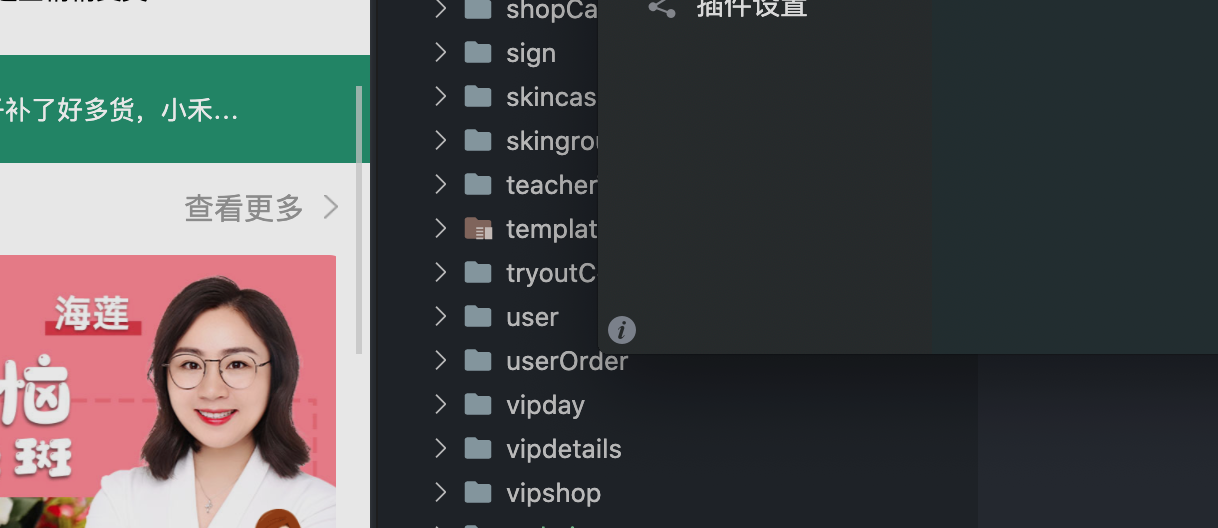 补了好多货，小禾...
查看更多
海莲
恼
斑
shopCa
sign
skincas
skingrou
teacher
templat
tryoutC
user
userOrder
vipday
vipdetails
vipshop
插件设置